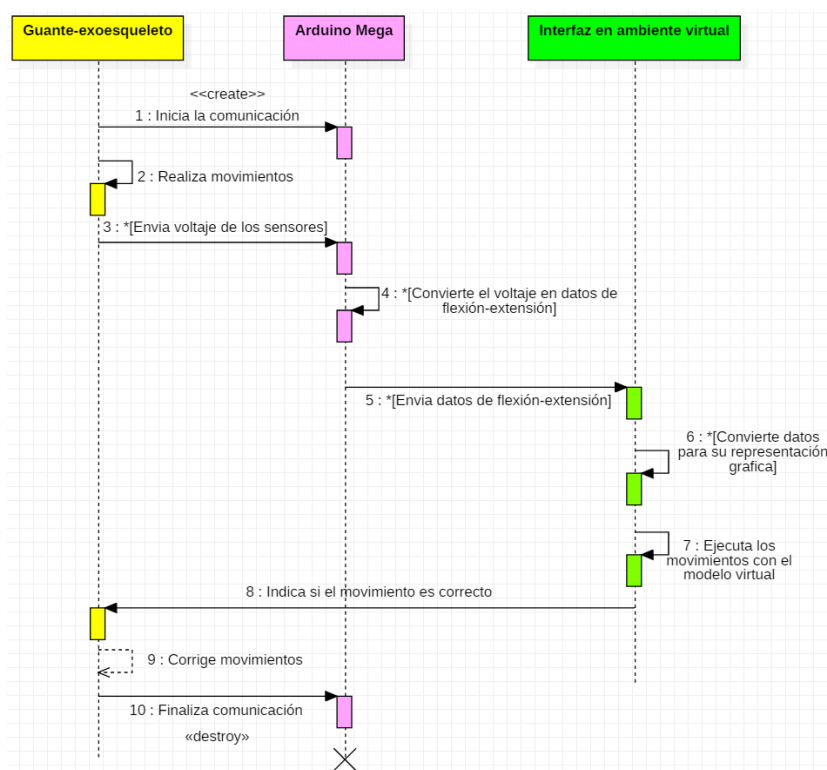 Guante-exoesqueleto
Arduino Mega
Interfaz en ambiente virtual
<<create>>
1 : Inicia la comunicación
2 : Realiza movimientos
3 : *[Envia voltaje de los sensores]
4 : *[Convierte el voltaje en datos de
flexión-extensión]
5 : *[Envia datos de flexión-extensión]
6 : *[Convierte datos
para su representación
grafica]
7 : Ejecuta los
movimientos con el
modelo virtual
8 : Indica si el movimiento es correcto
9 : Corrige movimientos
10 : Finaliza comunicación
«destroy»